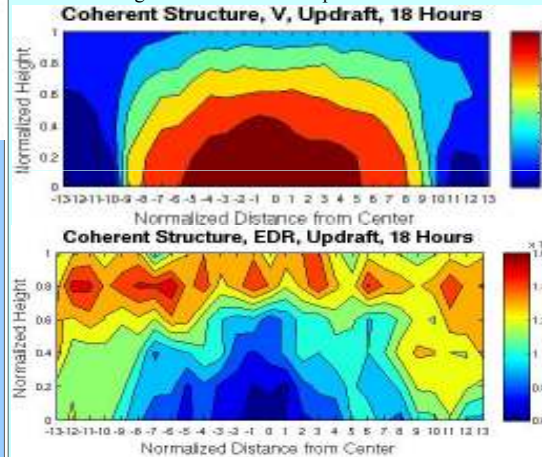 Coherent Structure, V, Updraft, 18 Hours
Normalized Height
1
0.8
0.6
0.4
0.2
0
-13-12-11-10-9 -8 -7 -6 -5 -4 -3 -2 -1 0 1 2 3 4 5 6 7 8 9 10 11 12 13
Normalized Distance from Center
Coherent Structure, EDR, Updraft, 18 Hours
Normalized Height
1
0.8
0.6
0.4
0.2
0
-13-12-11-10-9 -8 -7 -6 -5 -4 -3 -2 -1 0 1 2 3 4 5 6 7 8 9 10 11 12 13
Normalized Distance from Center